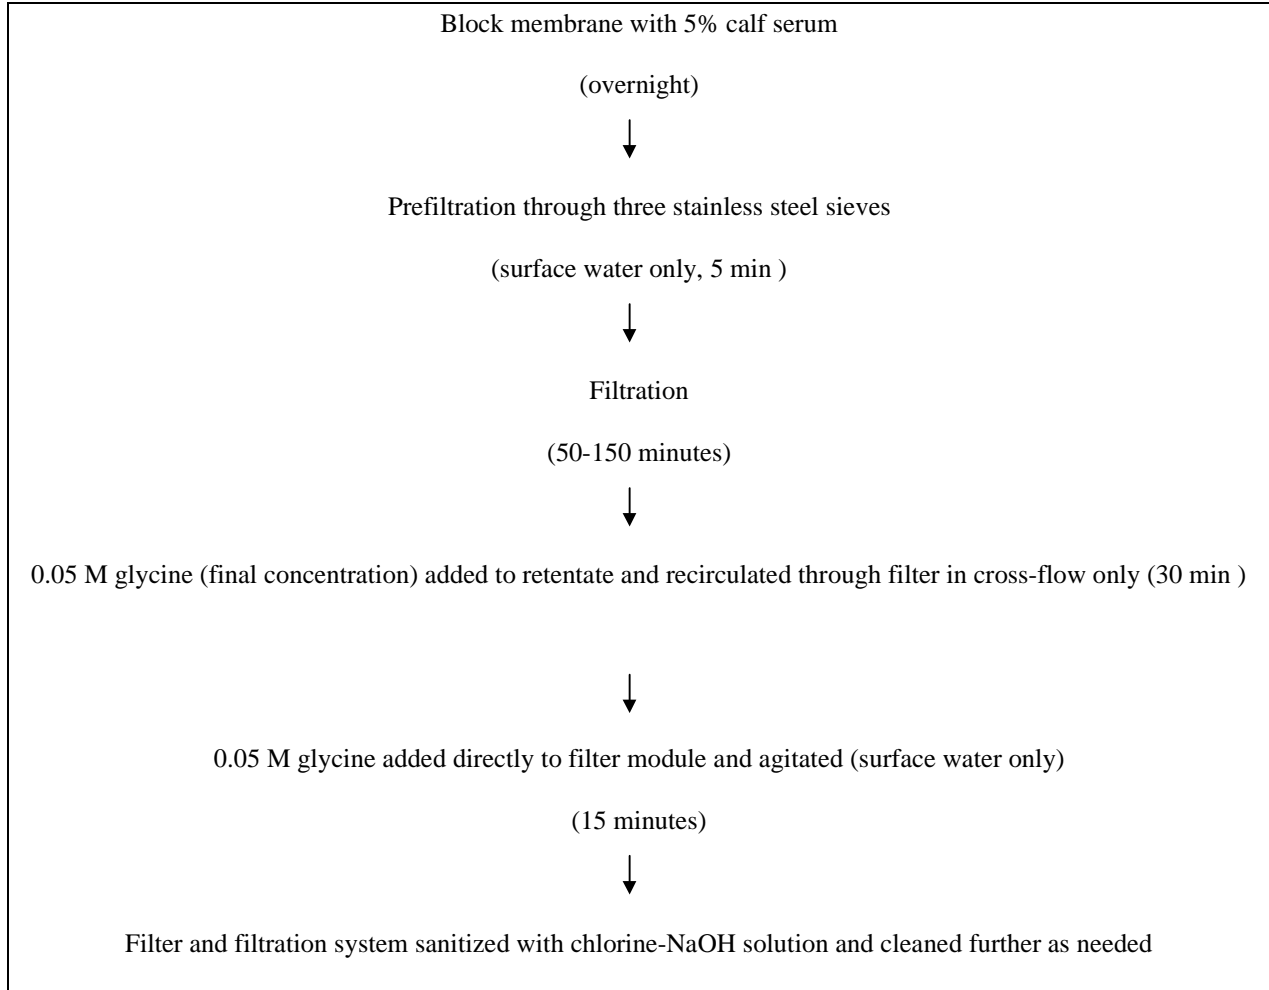 Block membrane with 5% calf serum
(overnight)
Prefiltration through three stainless steel sieves
(surface water only, 5 min )
Filtration
(50-150 minutes)
0.05 M glycine (final concentration) added to retentate and recirculated through filter in cross-flow only (30 min )
0.05 M glycine added directly to filter module and agitated (surface water only)
(15 minutes)
Filter and filtration system sanitized with chlorine-NaOH solution and cleaned further as needed